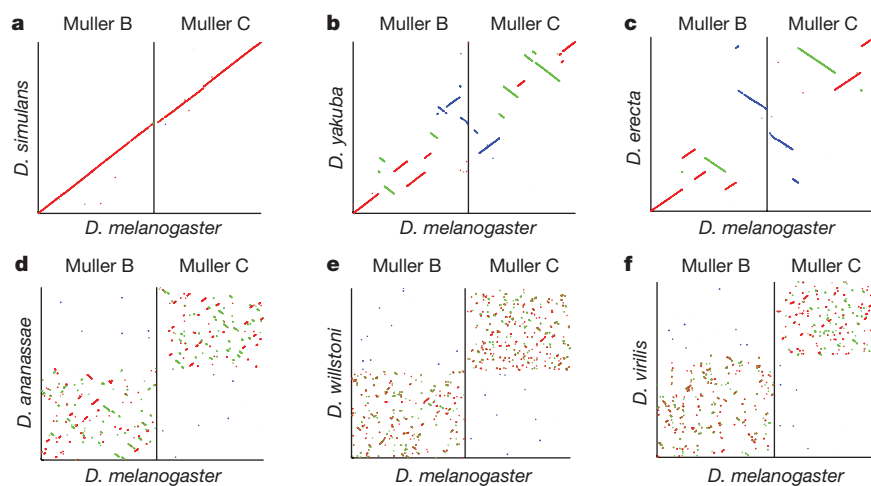 a Muller B Muller C
D. simulans
D. melanogaster
b Muller B Muller C
D. yakuba
D. melanogaster
c Muller B Muller C
D. erecta
D. melanogaster
d Muller B Muller C
D. ananassae
D. melanogaster
e Muller B Muller C
D. willstoni
D. melanogaster
f Muller B Muller C
D. virilis
D. melanogaster